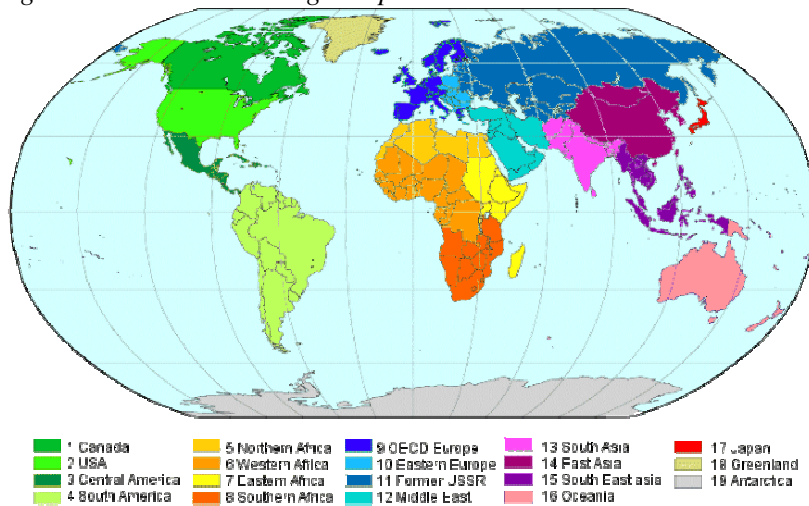 1 Canada
2 USA
3 Central America
4 South America
5 Northern Africa
6 Western Africa
7 Eastern Africa
8 Southern Africa
9 OECD Europe
10 Eastern Europe
11 Former USSR
12 Middle East
13 South Asia
14 East Asia
15 South East asia
16 Oceania
17 Japan
18 Greenland
19 Antarctica